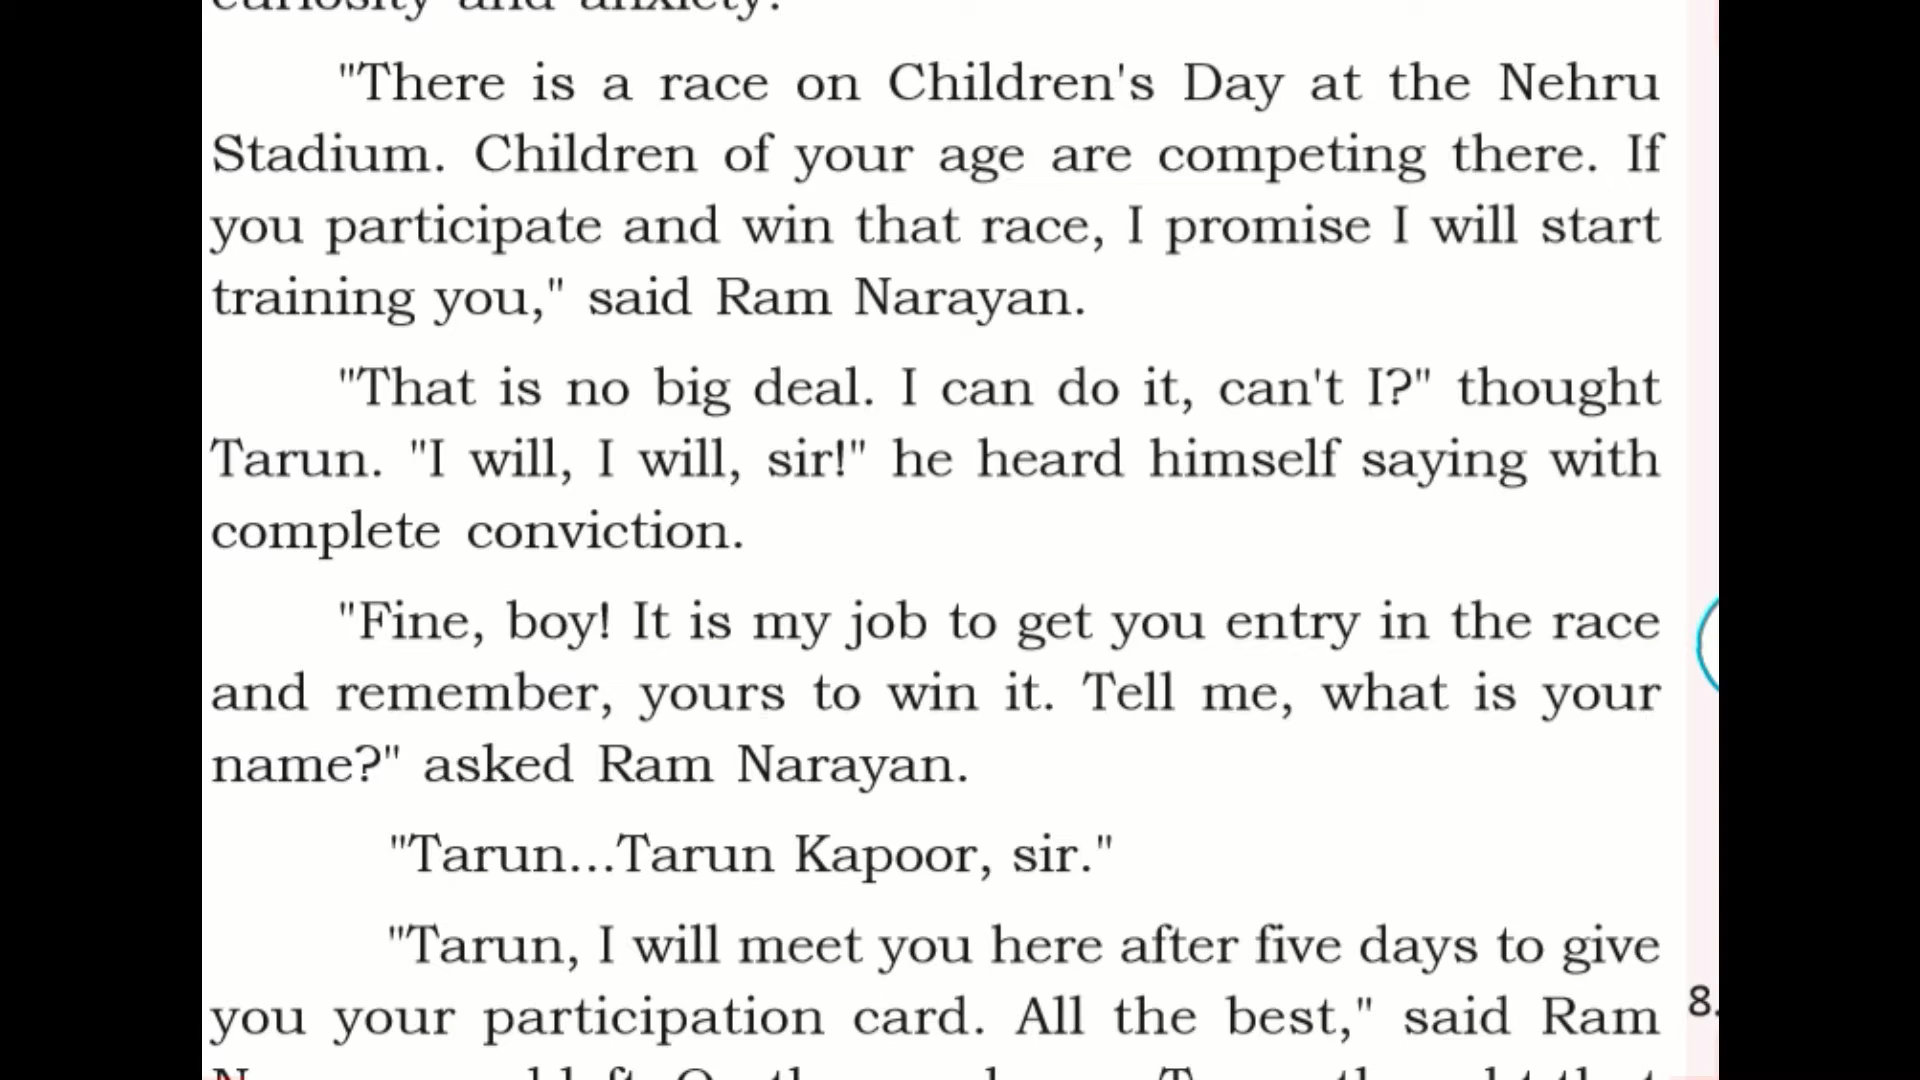 curiosity and anxiety.
"There is a race on Children's Day at the Nehru
Stadium. Children of your age are competing there. If
you participate and win that race, I promise I will start
training you," said Ram Narayan.
"That is no big deal. I can do it, can't I?" thought
Tarun. "I will, I will, sir!" he heard himself saying with
complete conviction.
"Fine, boy! It is my job to get you entry in the race
and remember, yours to win it. Tell me, what is your
name?" asked Ram Narayan.
"Tarun...Tarun Kapoor, sir."
"Tarun, I will meet you here after five days to give
you your participation card. All the best," said Ram
8.